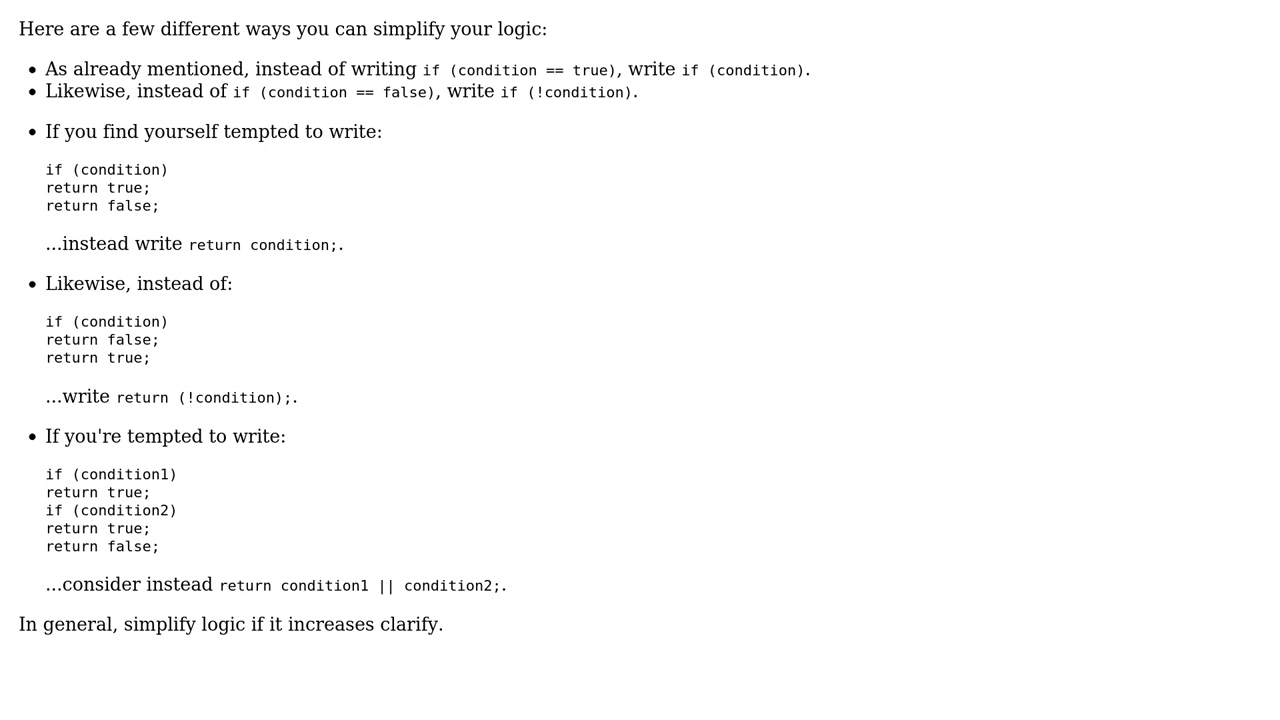 Here are a few different ways you can simplify your logic:
• As already mentioned, instead of writing if (condition == true), write if (condition).
• Likewise, instead of if (condition == false), write if (!condition).
• If you find yourself tempted to write:
if (condition)
return true;
return false;
...instead write return condition;.
• Likewise, instead of:
if (condition)
return false;
return true;
...write return (!condition);.
• If you're tempted to write:
if (condition1)
return true;
if (condition2)
return true;
return false;
...consider instead return condition1 || condition2;.
In general, simplify logic if it increases clarify.